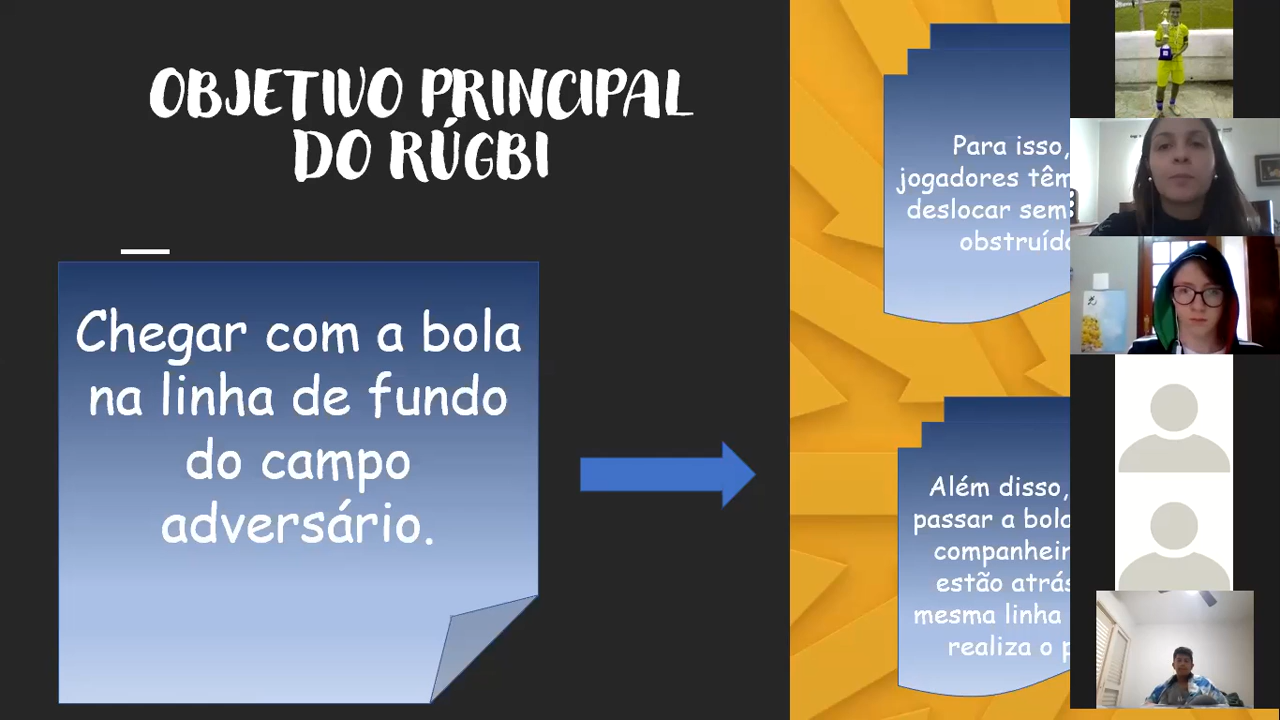 OBJETIVO PRINCIPAL
DO RÚGBI
Chegar com a bola
na linha de fundo
do campo
adversário.
Para isso,
jogadores têm
deslocar sem
obstruíd
Além disso,
passar a bola
companheir
estão atrás
mesma linha
realiza o p